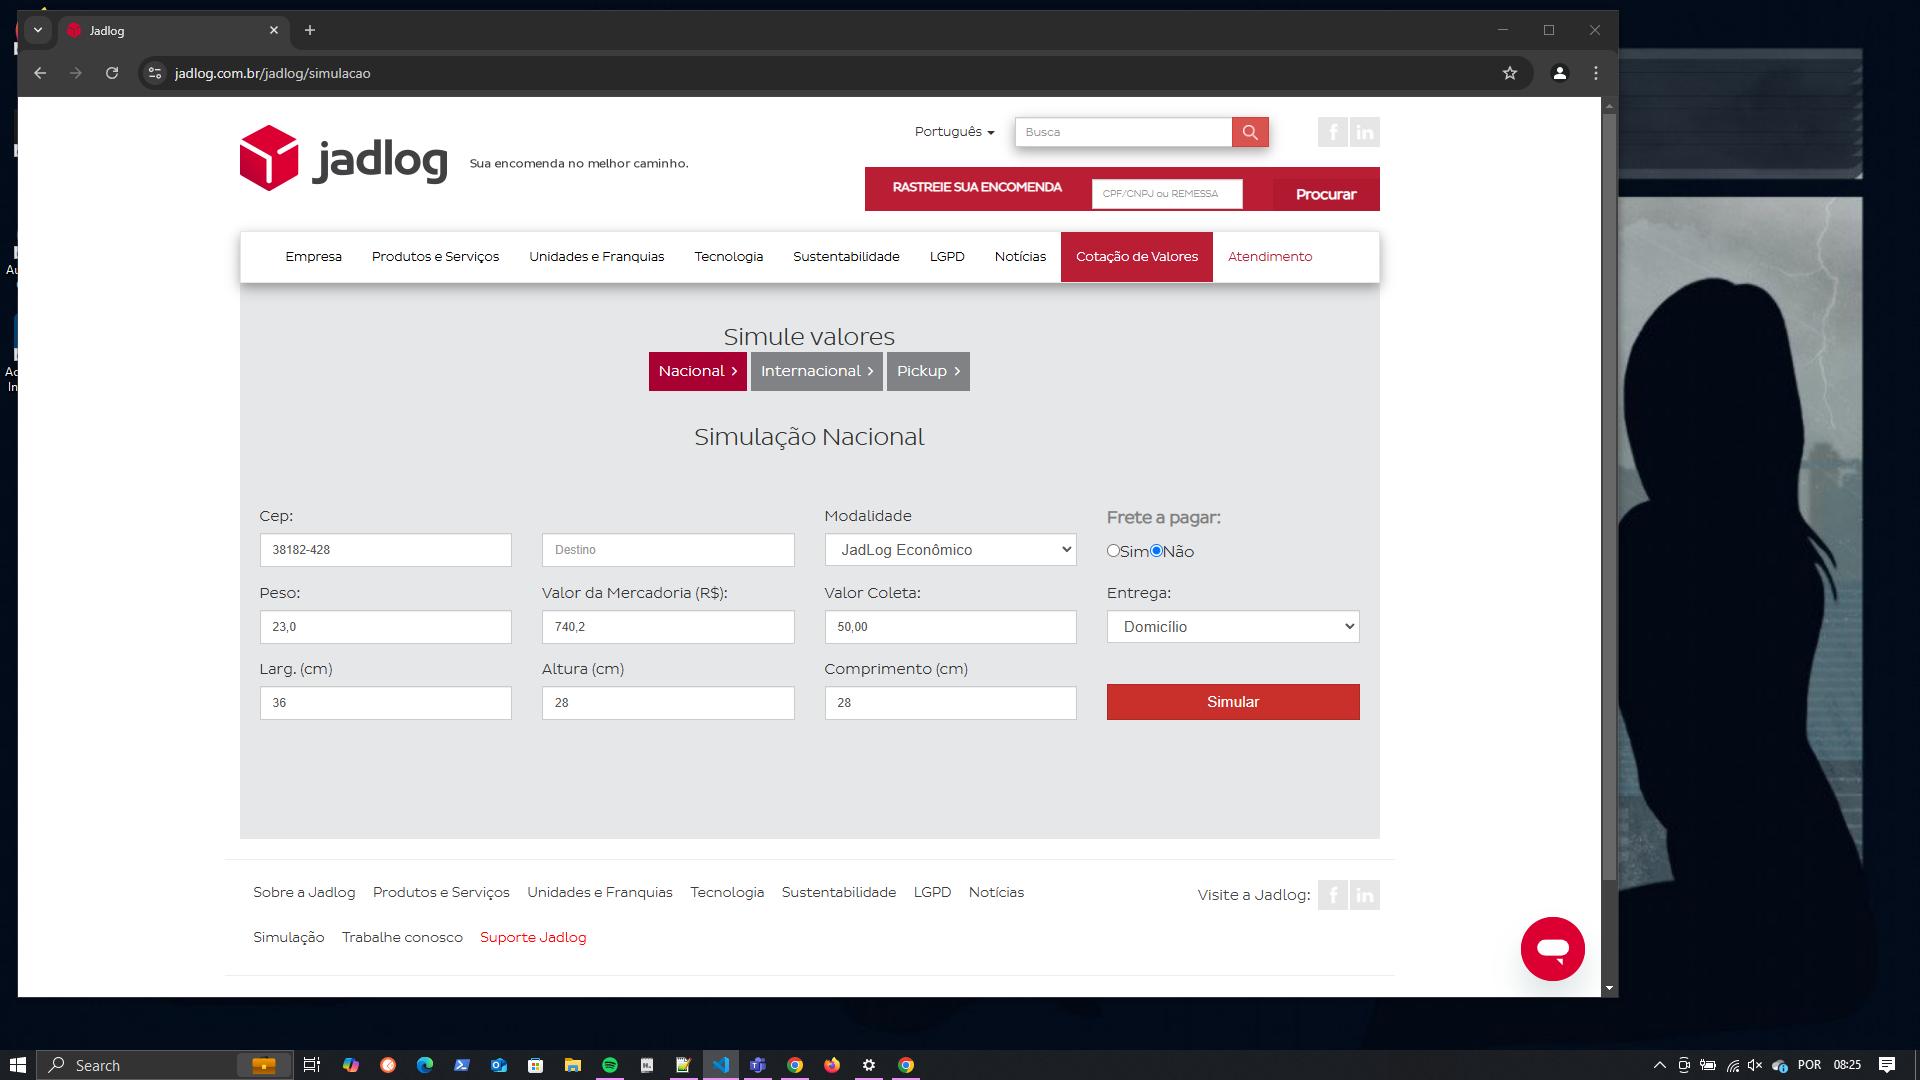 Jadlog
jadlog.com.br/jadlog/simulacao
Português
Busca
jadlog
Sua encomenda no melhor caminho.
RASTREIE SUA ENCOMENDA
CPF/CNPJ ou REMESSA
Procurar
Empresa Produtos e Serviços Unidades e Franquias Tecnologia Sustentabilidade LGPD Notícias Cotação de Valores Atendimento
Simule valores
Nacional Internacional Pickup
Simulação Nacional
Cep: Modalidade Frete a pagar:
38182-428 Destino JadLog Econômico Sim Não
Peso: Valor da Mercadoria (R$): Valor Coleta: Entrega:
23,0 740,2 50,00 Domicílio
Larg. (cm) Altura (cm) Comprimento (cm)
36 28 28 Simular
Sobre a Jadlog Produtos e Serviços Unidades e Franquias Tecnologia Sustentabilidade LGPD Notícias
Visite a Jadlog:
Simulação Trabalhe conosco Suporte Jadlog
Search
POR 08:25